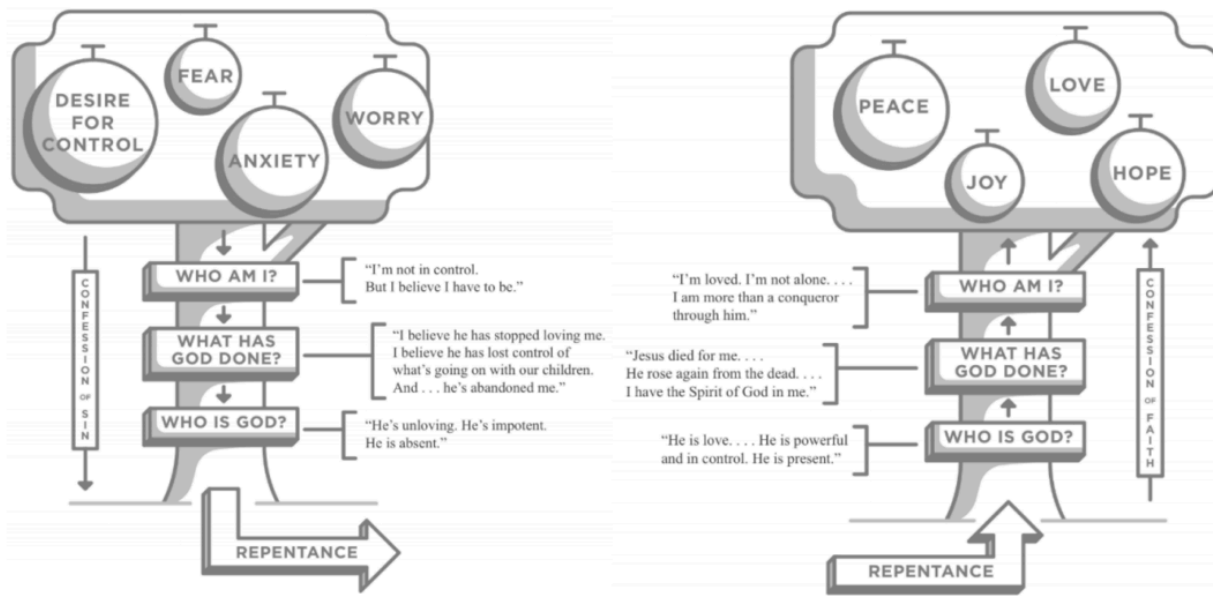 DESIRE
FOR
CONTROL
FEAR
ANXIETY
WORRY
CONFESSION OF SIN
WHO AM I?
“I’m not in control.
But I believe I have to be.”
WHAT HAS
GOD DONE?
“I believe he has stopped loving me.
I believe he has lost control of
what’s going on with our children.
And . . . he’s abandoned me.”
WHO IS GOD?
“He’s unloving. He’s impotent.
He is absent.”
REPENTANCE
PEACE
JOY
LOVE
HOPE
“I’m loved. I’m not alone. . . .
I am more than a conqueror
through him.”
WHO AM I?
“Jesus died for me. . . .
He rose again from the dead. . . .
I have the Spirit of God in me.”
WHAT HAS
GOD DONE?
“He is love. . . . He is powerful
and in control. He is present.”
WHO IS GOD?
CONFESSION OF FAITH
REPENTANCE